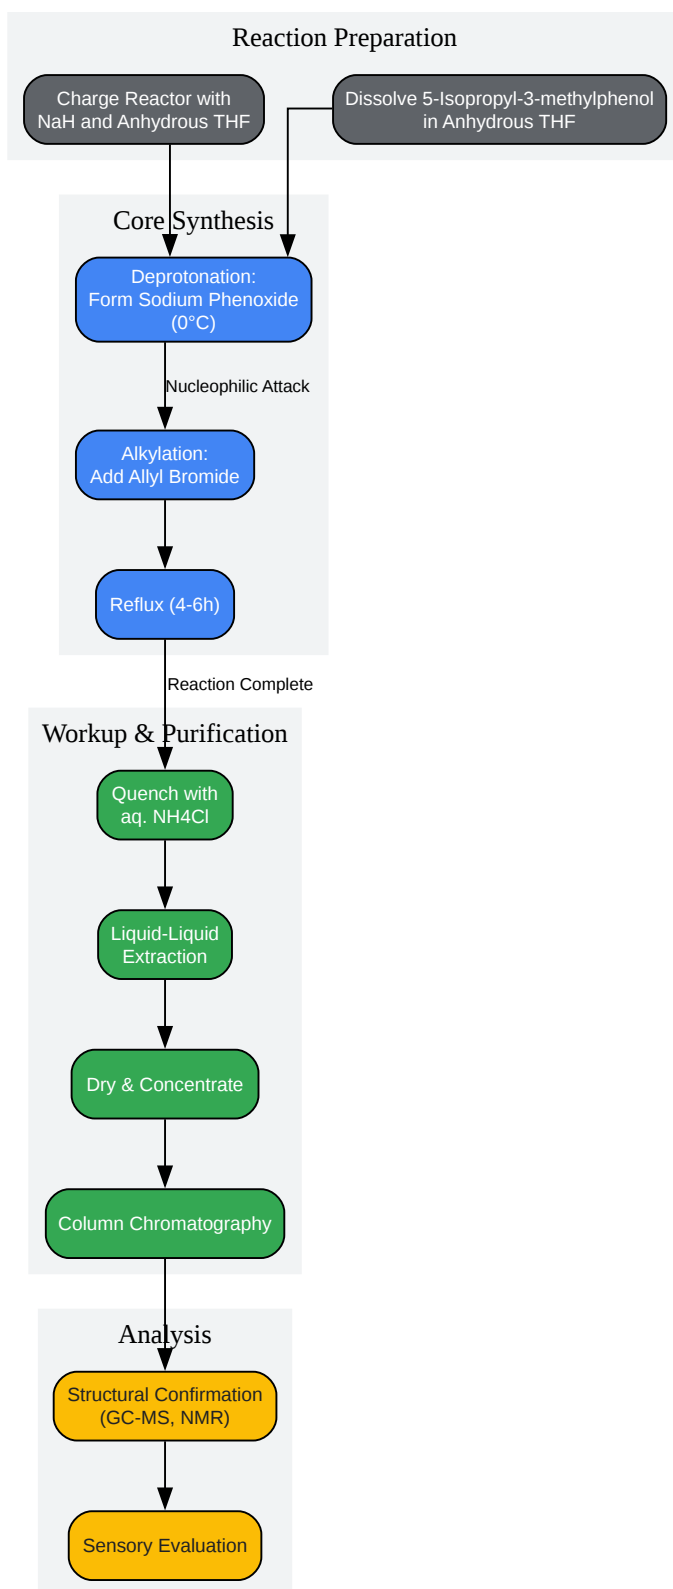 Reaction Preparation
Charge Reactor with
NaH and Anhydrous THF
Dissolve 5-Isopropyl-3-methylphenol
in Anhydrous THF
Core Synthesis
Deprotonation:
Form Sodium Phenoxide
(0°C)
Nucleophilic Attack
Alkylation:
Add Allyl Bromide
Reflux (4-6h)
Reaction Complete
Workup & Purification
Quench with
aq. NH4Cl
Liquid-Liquid
Extraction
Dry & Concentrate
Column Chromatography
Analysis
Structural Confirmation
(GC-MS, NMR)
Sensory Evaluation